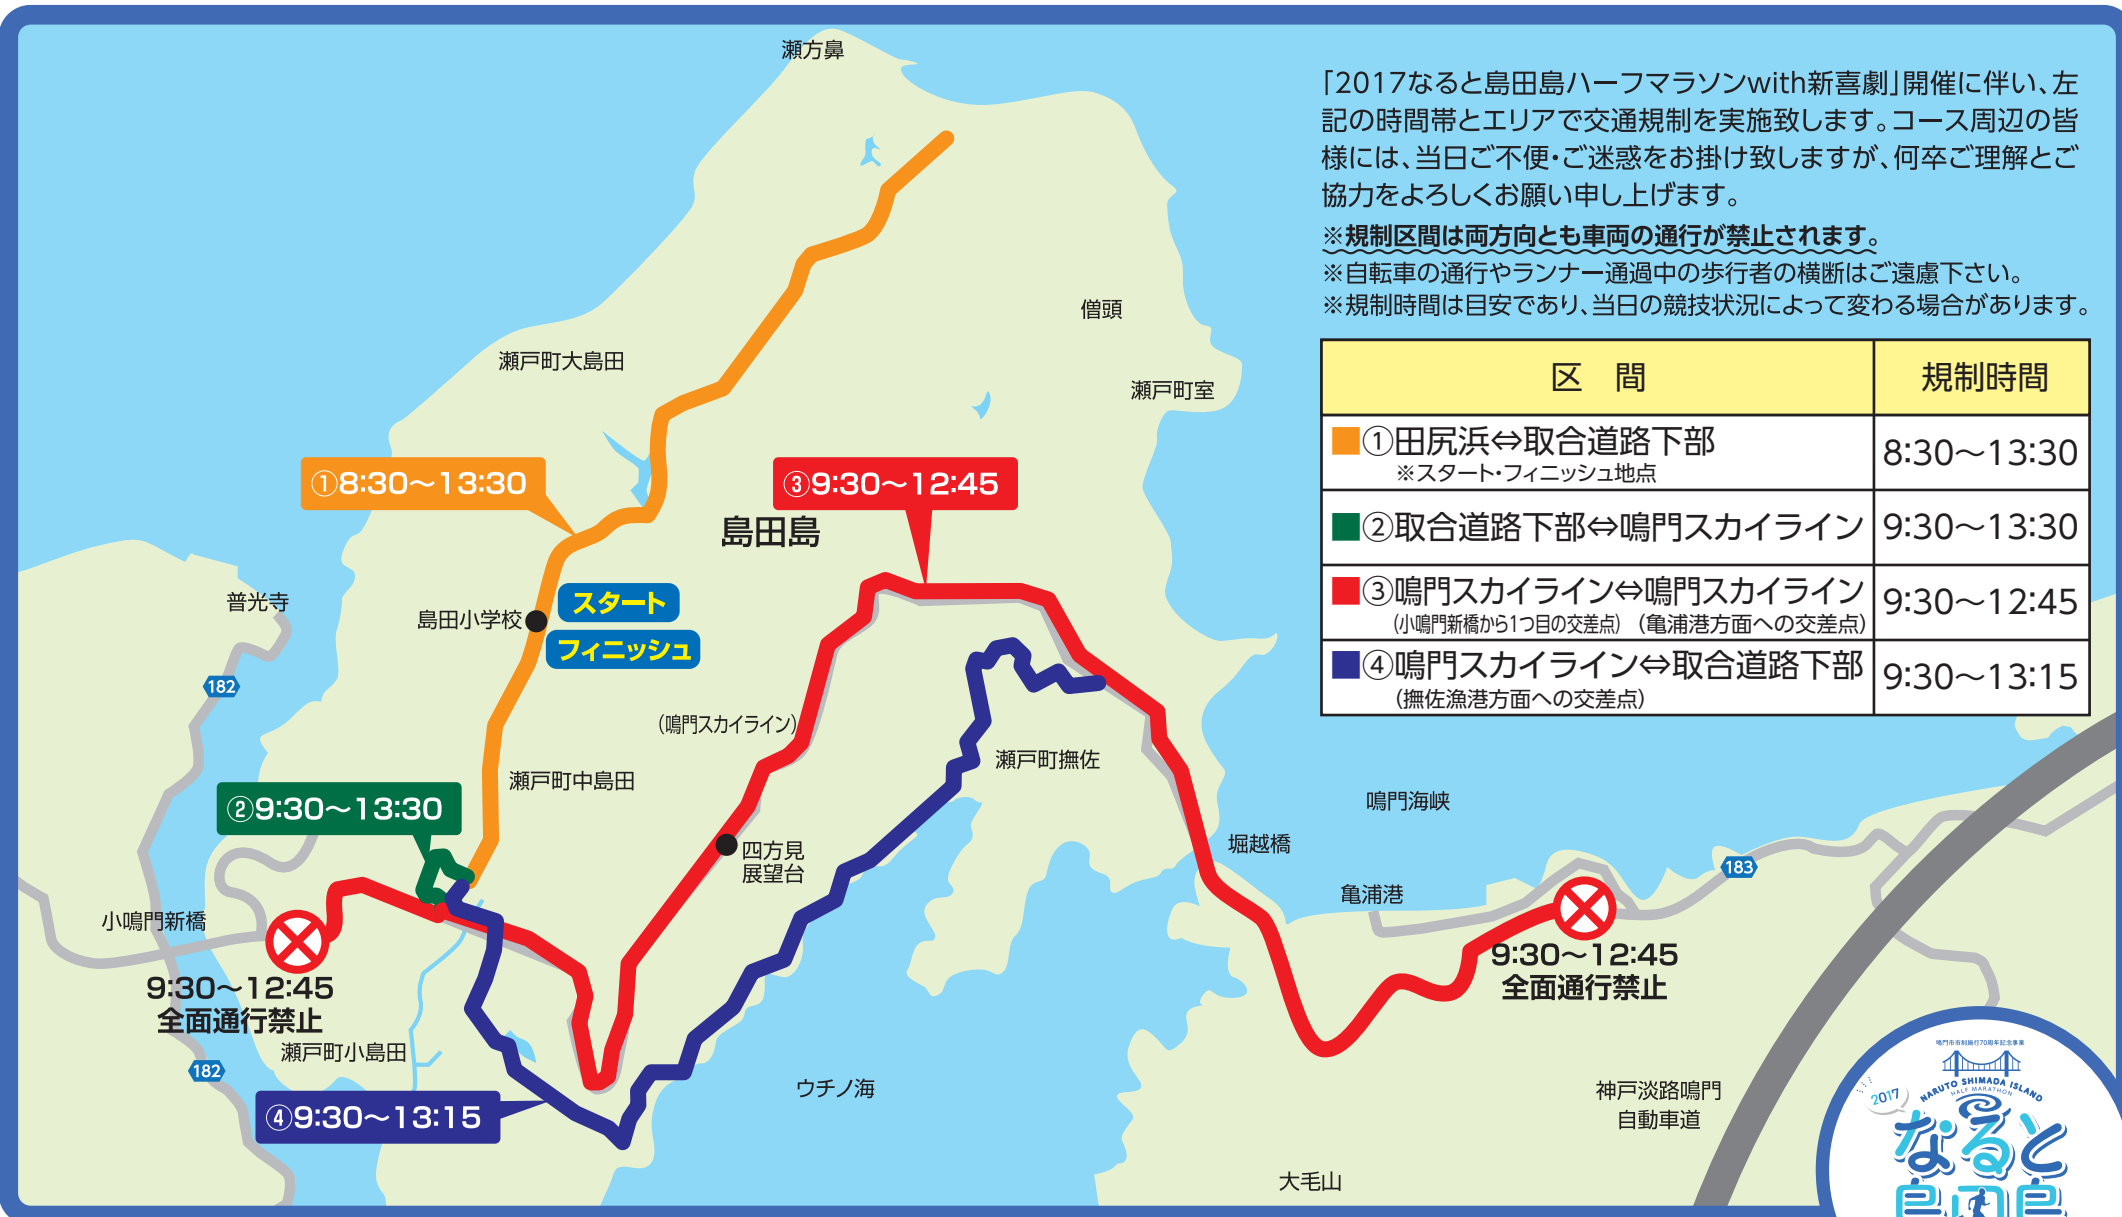 瀬方鼻
「2017なると島田島ハーフマラソンwith新喜劇」開催に伴い、左
記の時間帯とエリアで交通規制を実施致します。コース周辺の皆
様には、当日ご不便・ご迷惑をお掛け致しますが、何卒ご理解とご
協力をよろしくお願い申し上げます。
※規制区間は両方向とも車両の通行が禁止されます。
※自転車の通行やランナー通過中の歩行者の横断はご遠慮下さい。
※規制時間は目安であり、当日の競技状況によって変わる場合があります。
区 間
規制時間
■①田尻浜⇔取合道路下部
※スタート・フィニッシュ地点
8:30〜13:30
■②取合道路下部⇔鳴門スカイライン
9:30〜13:30
■③鳴門スカイライン⇔鳴門スカイライン
(小鳴門新橋から1つ目の交差点) (亀浦港方面への交差点)
9:30〜12:45
■④鳴門スカイライン⇔取合道路下部
(撫佐漁港方面への交差点)
9:30〜13:15
僧頭
瀬戸町大島田
瀬戸町室
①8:30〜13:30
③9:30〜12:45
島田島
普光寺
島田小学校
スタート
フィニッシュ
182
(鳴門スカイライン)
瀬戸町中島田
瀬戸町撫佐
②9:30〜13:30
四方見
展望台
堀越橋
鳴門海峡
183
亀浦港
小鳴門新橋
9:30〜12:45
全面通行禁止
9:30〜12:45
全面通行禁止
瀬戸町小島田
182
④9:30〜13:15
ウチノ海
神戸淡路鳴門
自動車道
大毛山
鳴門市市制施行70周年記念事業
2017
NARUTO SHIMADA ISLAND
HALF MARATHON
なると
島田島